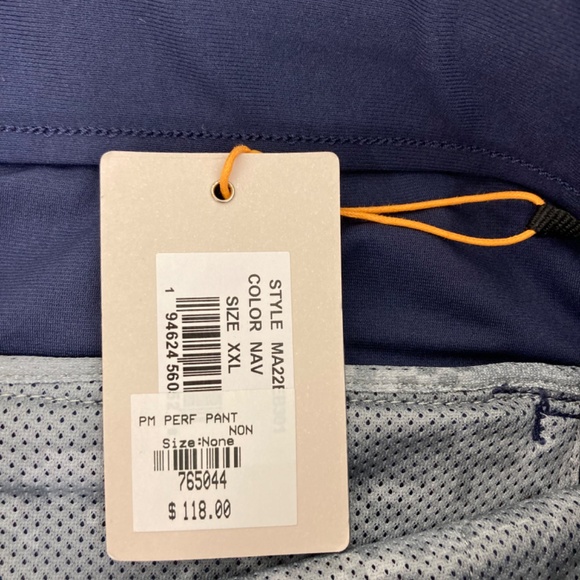 STYLE MA22
COLOR NAV
SIZE XXL
1 94624 560
PM PERF PANT
NON
Size:None
765044
$ 118.00